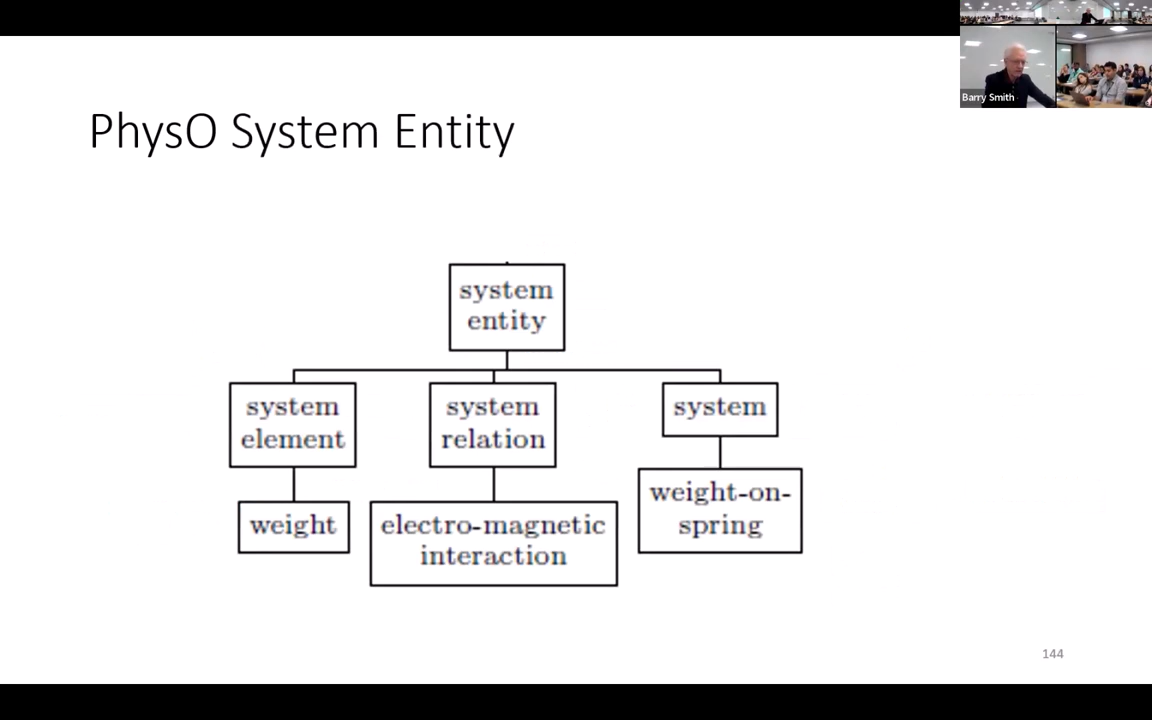 Barry Smith
PhysO System Entity
system
entity
system
element
system
relation
system
weight
electro-magnetic
interaction
weight-on-
spring
144